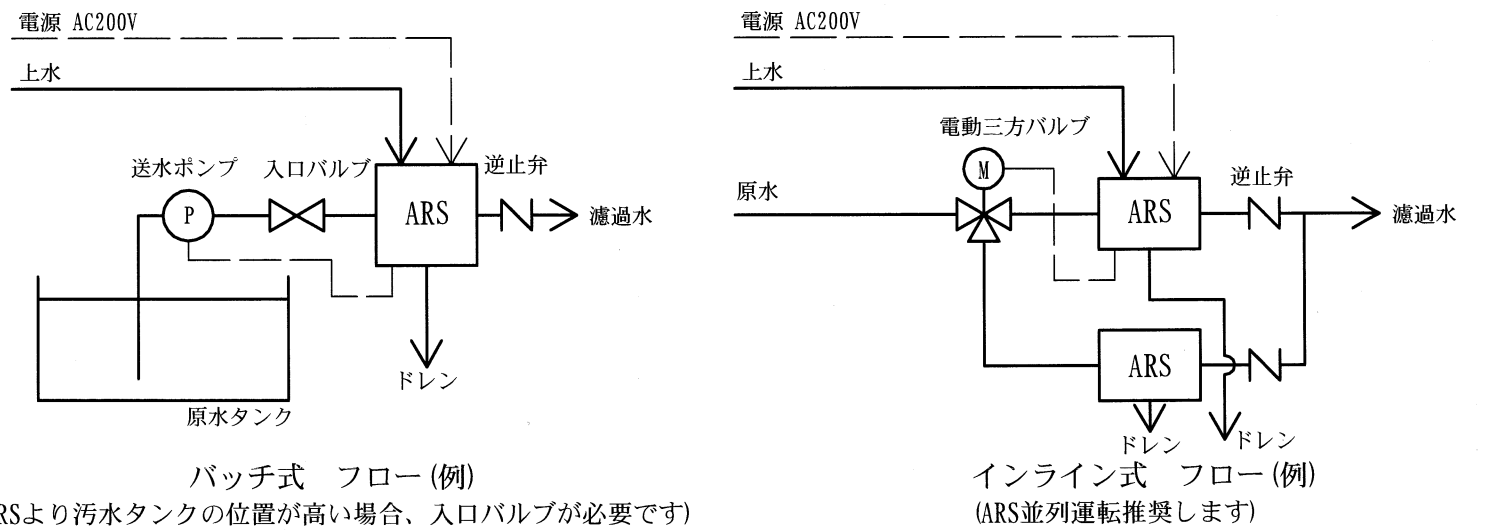 電源 AC200V
上水
送水ポンプ
入口バルブ
逆止弁
P
ARS
濾過水
ドレン
原水タンク
バッチ式 フロー(例)
RSより汚水タンクの位置が高い場合、入口バルブが必要です)
電源 AC200V
上水
電動三方バルブ
M
原水
ARS
逆止弁
濾過水
ARS
ドレン
ドレン
インライン式 フロー(例)
(ARS並列運転推奨します)